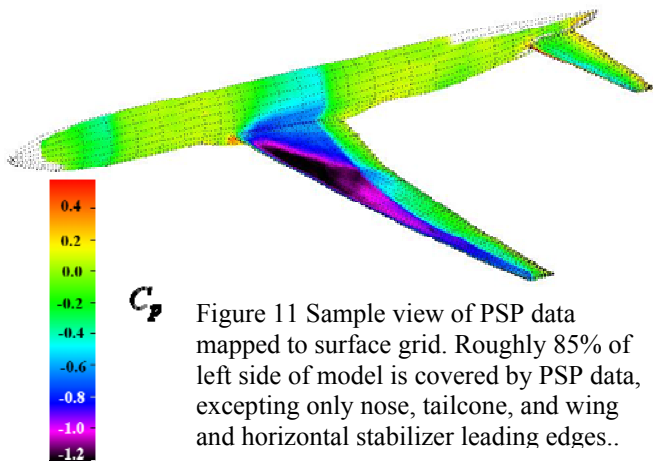 0.4
0.2
0.0
-0.2
-0.4
-0.6
-0.8
-1.0
-1.2
Cp
Figure 11 Sample view of PSP data
mapped to surface grid. Roughly 85% of
left side of model is covered by PSP data,
excepting only nose, tailcone, and wing
and horizontal stabilizer leading edges..